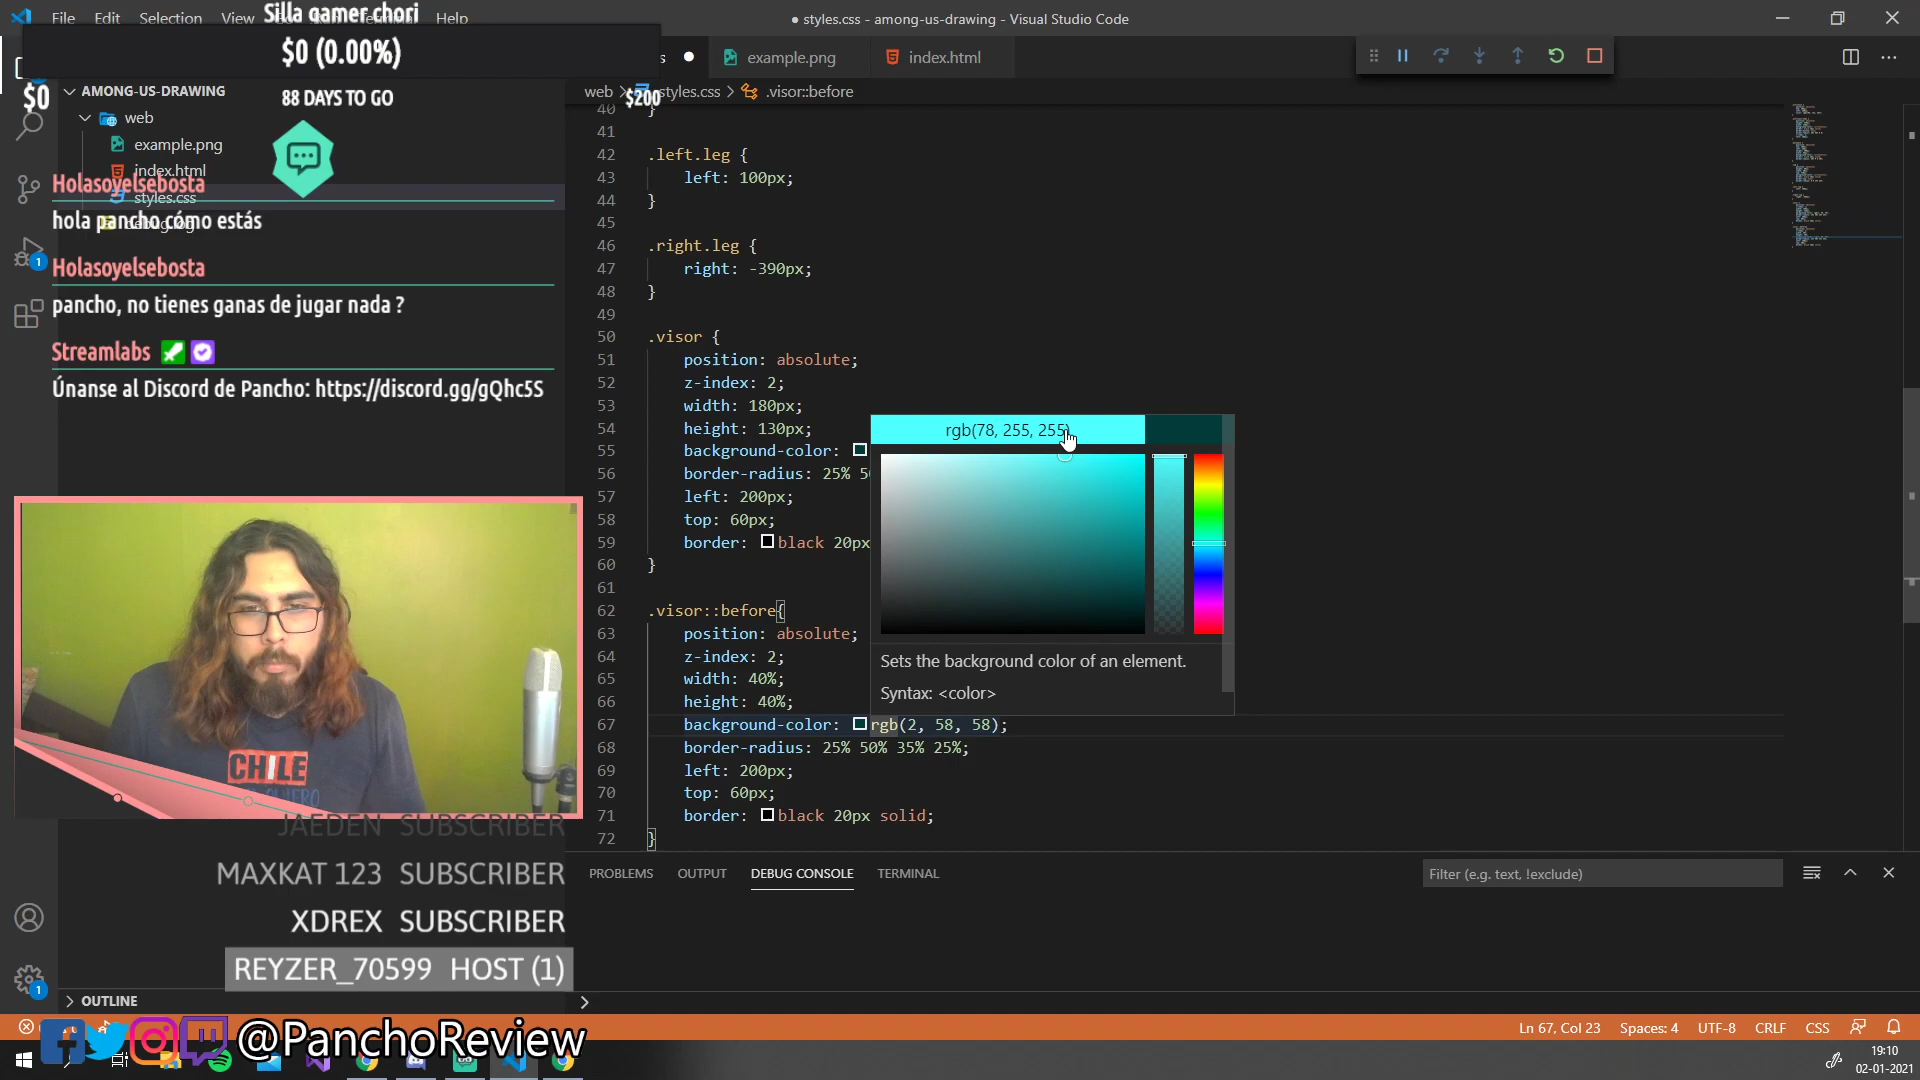 File Edit Selection View Help
Silla gamer chori
styles.css - among-us-drawing - Visual Studio Code
$0 (0.00%)
example.png
index.html
AMONG-US-DRAWING
$0
88 DAYS TO GO
$200
web
styles.css
.visor::before
web
example.png
index.html
styles.css
Holasoyelsebosta
hola pancho cómo estás
Holasoyelsebosta
pancho, no tienes ganas de jugar nada ?
Streamlabs
Únanse al Discord de Pancho: https://discord.gg/gQhc5S
40 }
41
42 .left.leg {
43 left: 100px;
44 }
45
46 .right.leg {
47 right: -390px;
48 }
49
50 .visor {
51 position: absolute;
52 z-index: 2;
53 width: 180px;
54 height: 130px;
55 background-color:
56 border-radius: 25% 5
57 left: 200px;
58 top: 60px;
59 border: black 20px
60 }
61
62 .visor::before{
63 position: absolute;
64 z-index: 2;
65 width: 40%;
66 height: 40%;
67 background-color: rgb(2, 58, 58);
68 border-radius: 25% 50% 35% 25%;
69 left: 200px;
70 top: 60px;
71 border: black 20px solid;
72 }
rgb(78, 255, 255)
Sets the background color of an element.
Syntax: <color>
1
CHILE
JAEDEN SUBSCRIBER
MAXKAT 123 SUBSCRIBER
XDREX SUBSCRIBER
REYZER_70599 HOST (1)
PROBLEMS OUTPUT DEBUG CONSOLE TERMINAL
Filter (e.g. text, !exclude)
1
OUTLINE
@PanchoReview
Ln 67, Col 23 Spaces: 4 UTF-8 CRLF CSS
19:10
02-01-2021